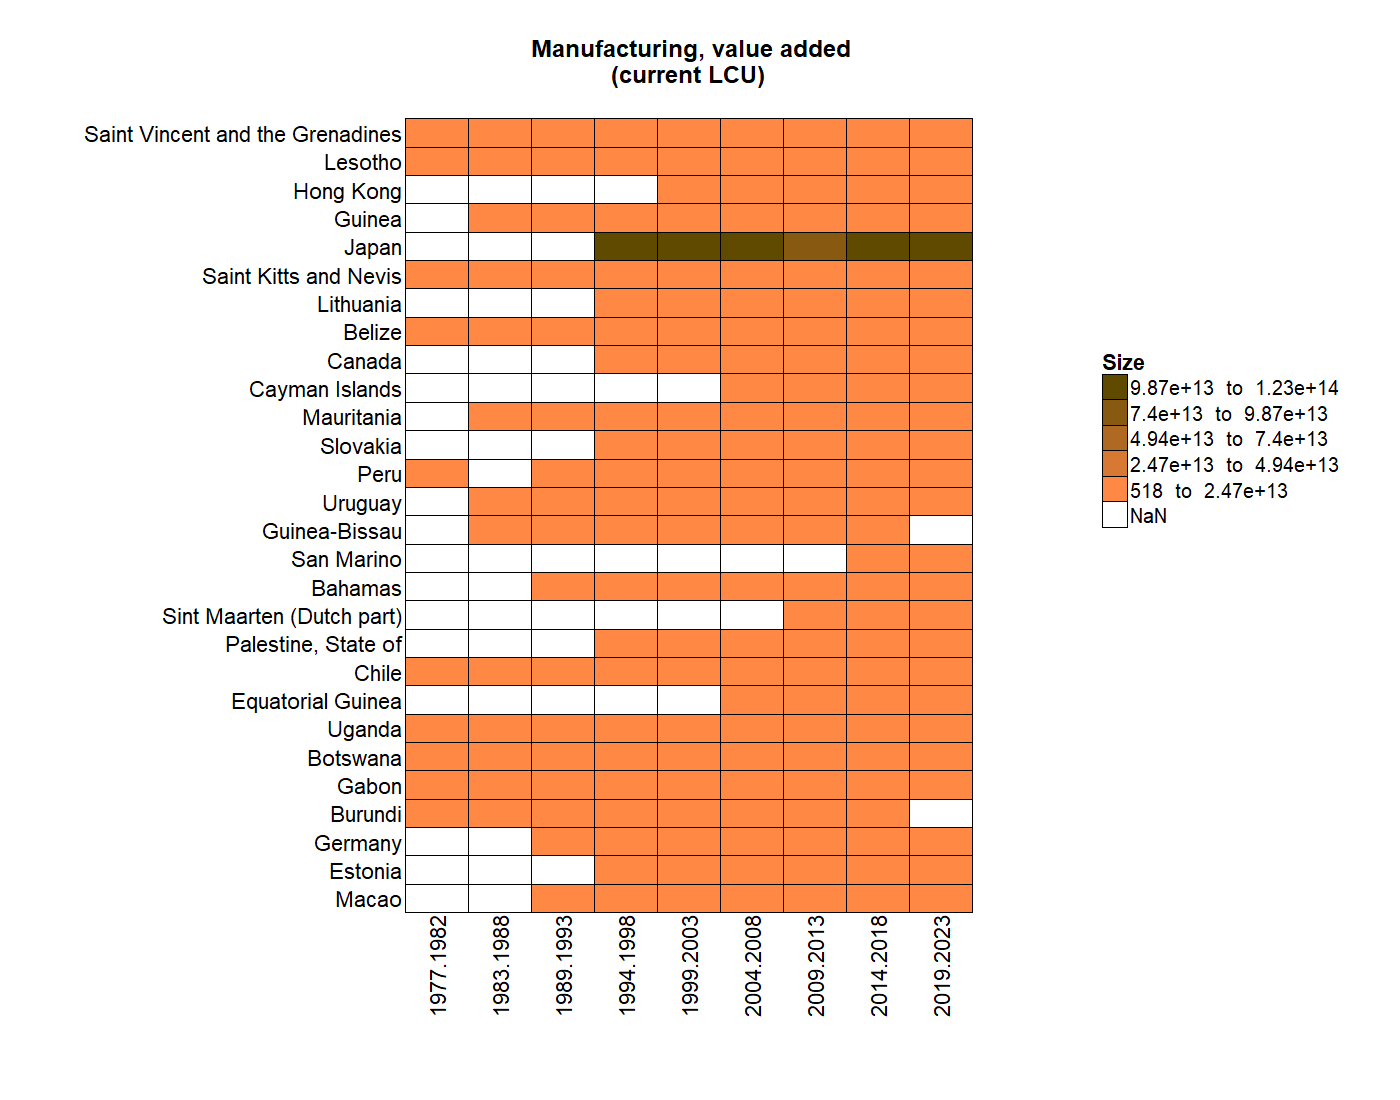 Manufacturing, value added
(current LCU)
Saint Vincent and the Grenadines
Lesotho
Hong Kong
Guinea
Japan
Saint Kitts and Nevis
Lithuania
Belize
Canada
Cayman Islands
Mauritania
Slovakia
Peru
Uruguay
Guinea-Bissau
San Marino
Bahamas
Sint Maarten (Dutch part)
Palestine, State of
Chile
Equatorial Guinea
Uganda
Botswana
Gabon
Burundi
Germany
Estonia
Macao
1977.1982
1983.1988
1989.1993
1994.1998
1999.2003
2004.2008
2009.2013
2014.2018
2019.2023
Size
9.87e+13 to 1.23e+14
7.4e+13 to 9.87e+13
4.94e+13 to 7.4e+13
2.47e+13 to 4.94e+13
518 to 2.47e+13
NaN